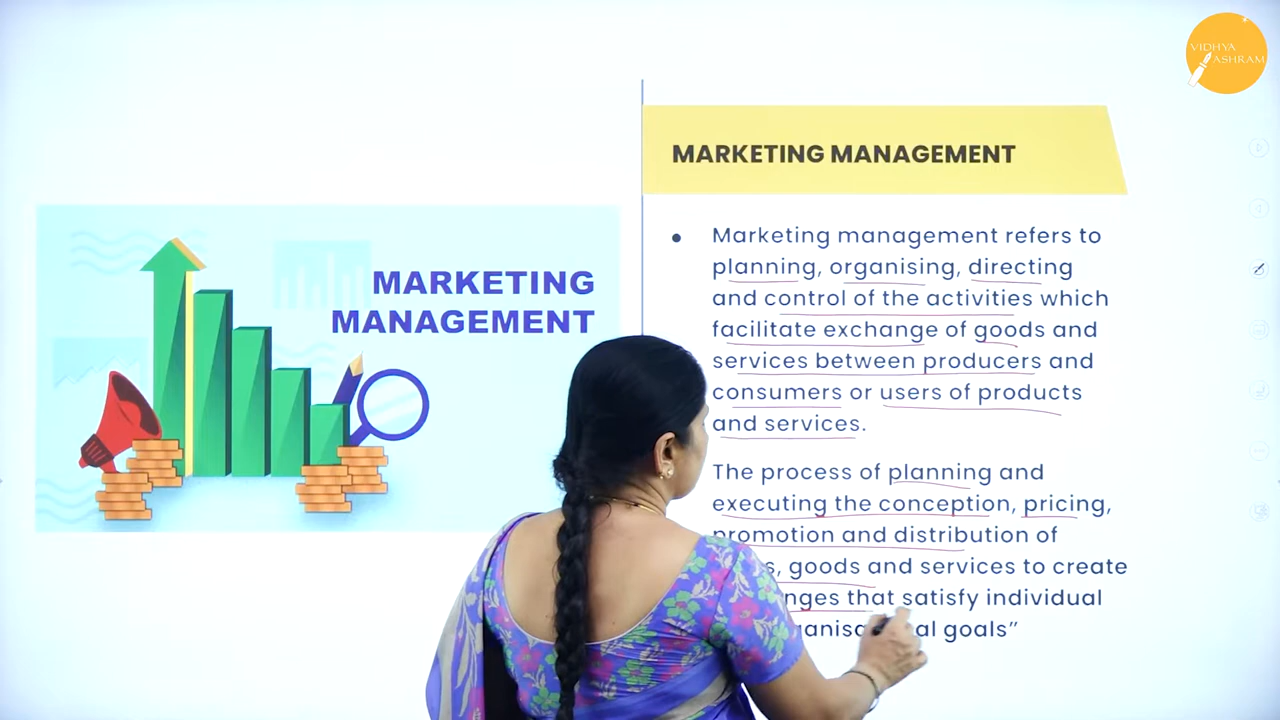 VIDHYA
ASHRAM
MARKETING MANAGEMENT
MARKETING
MANAGEMENT
Marketing management refers to
planning, organising, directing
and control of the activities which
facilitate exchange of goods and
services between producers and
consumers or users of products
and services.
The process of planning and
executing the conception, pricing,
promotion and distribution of
goods and services to create
that satisfy individual
goals”